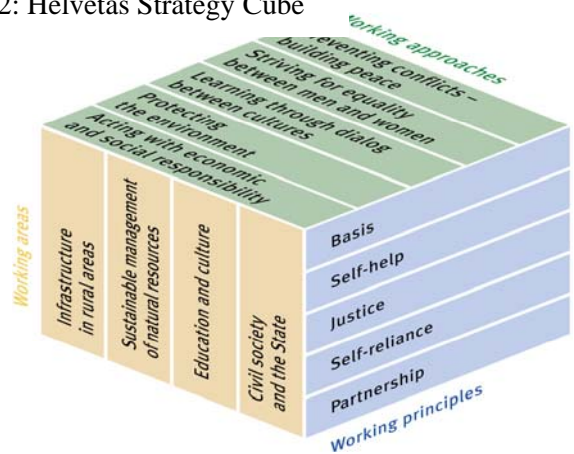 2: Helvetas Strategy Cube
Working approaches
Preventing conflicts –
building peace
Striving for equality
between men and women
Learning through dialog
between cultures
Protecting
the environment
Acting with economic
and social responsibility
Working areas
Infrastructure
in rural areas
Sustainable management
of natural resources
Education and culture
Civil society
and the State
Basis
Self-help
Justice
Self-reliance
Partnership
Working principles